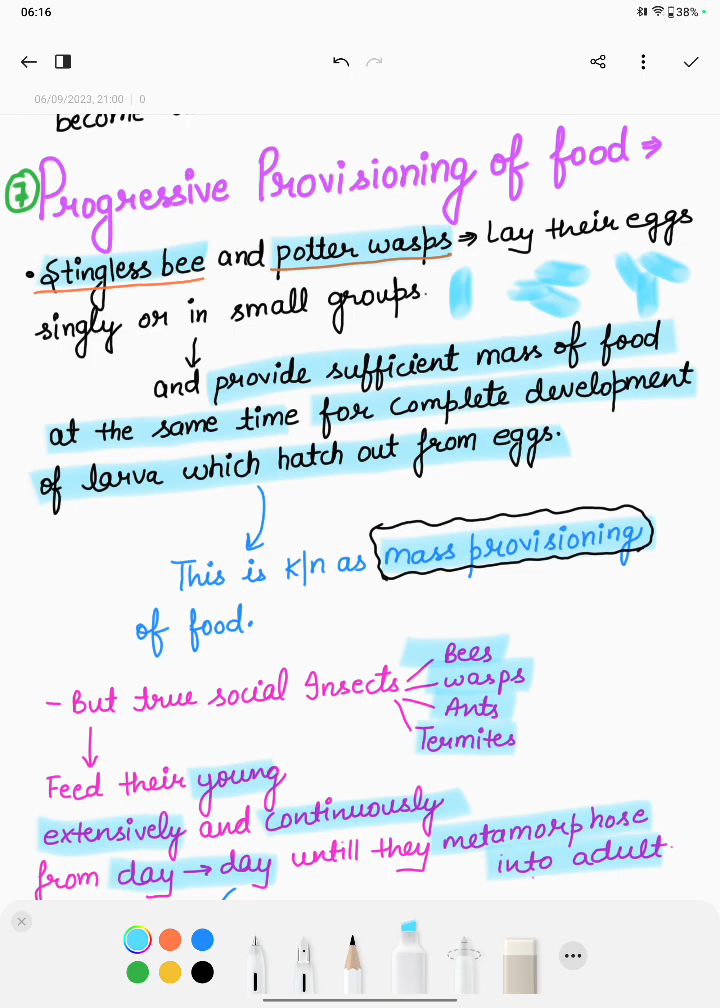 06:16
38%
06/09/2023, 21:00 | 0
become
⑦ Progressive Provisioning of food ⇒
• Stingless bee and potter wasps ⇒ Lay their eggs
singly or in small groups.
↓
and provide sufficient mass of food
at the same time for complete development
of larva which hatch out from eggs.
This is k|n as mass provisioning
of food.
Bees
wasps
– But true social Insects
Ants
Termites
Feed their young
extensively and continuously
from day → day untill they metamorphose
into adult.